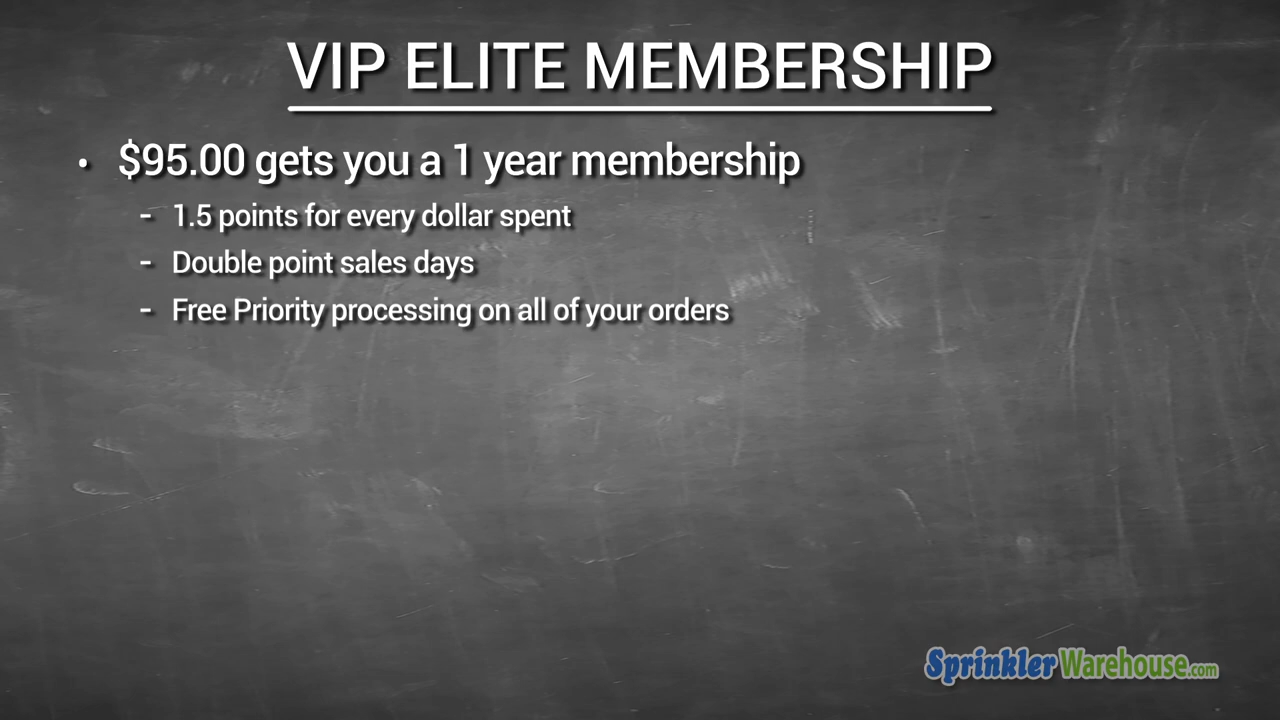 VIP ELITE MEMBERSHIP
• $95.00 gets you a 1 year membership
- 1.5 points for every dollar spent
- Double point sales days
- Free Priority processing on all of your orders
SprinklerWarehouse.com